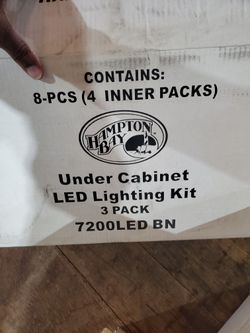 CONTAINS:
8-PCS (4 INNER PACKS)
HAMPTON
BAY
Under Cabinet
LED Lighting Kit
3 PACK
7200LED BN